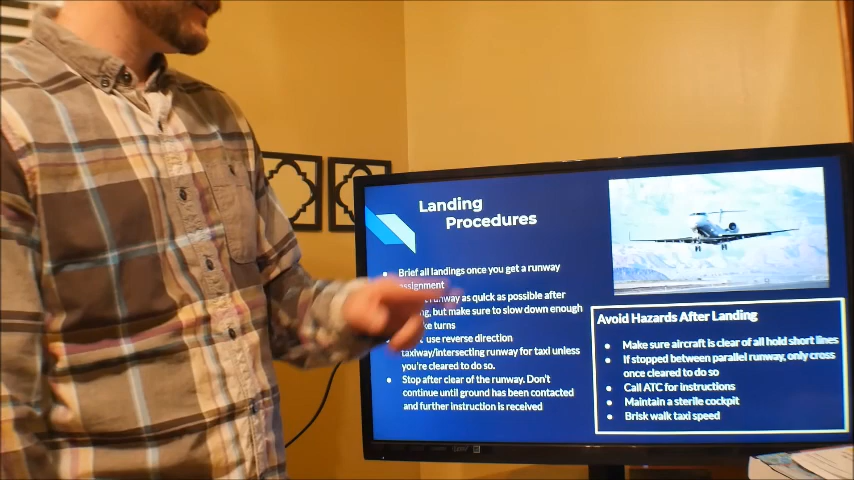 Landing
Procedures
Brief all landings once you get a runway
assignment
runway as quick as possible after
but make sure to slow down enough
turns
use reverse direction
taxiway/intersecting runway for taxi unless
you're cleared to do so.
Stop after clear of the runway. Don't
continue until ground has been contacted
and further instruction is received
Avoid Hazards After Landing
Make sure aircraft is clear of all hold short lines
If stopped between parallel runway, only cross
once cleared to do so
Call ATC for instructions
Maintain a sterile cockpit
Brisk walk taxi speed